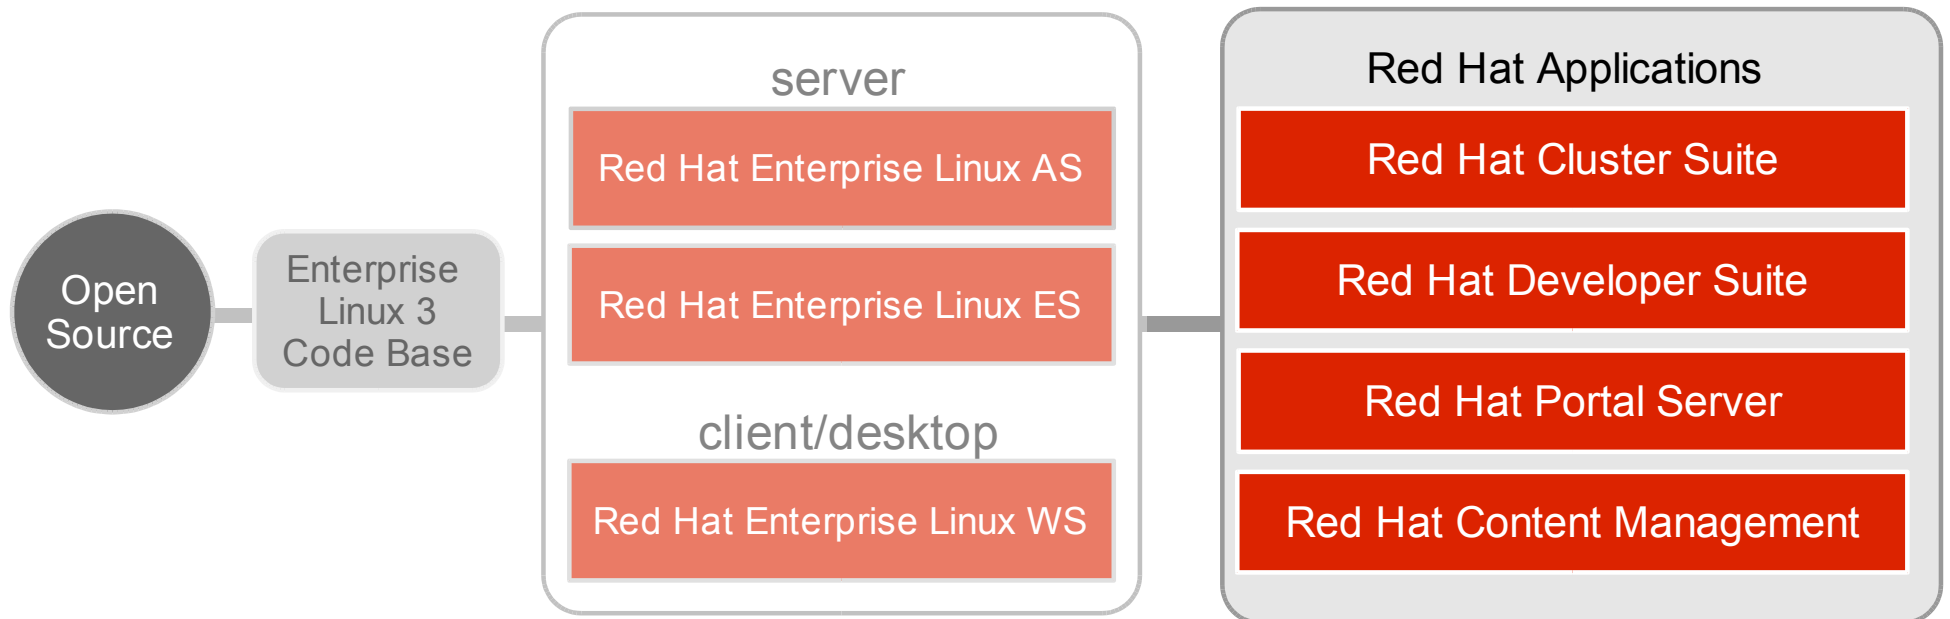 Open
Source
Enterprise
Linux 3
Code Base
server
Red Hat Enterprise Linux AS
Red Hat Enterprise Linux ES
client/desktop
Red Hat Enterprise Linux WS
Red Hat Applications
Red Hat Cluster Suite
Red Hat Developer Suite
Red Hat Portal Server
Red Hat Content Management